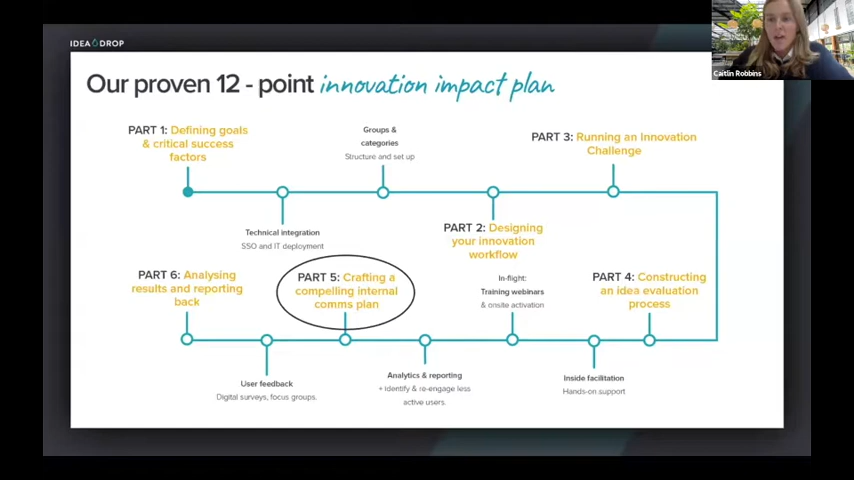 IDEA DROP
Caitlin Robbins
Our proven 12 - point innovation impact plan
PART 1: Defining goals
& critical success
factors
Groups &
categories
Structure and set up
PART 3: Running an Innovation
Challenge
Technical integration
SSO and IT deployment
PART 2: Designing
your innovation
workflow
PART 6: Analysing
results and reporting
back
PART 5: Crafting a
compelling internal
comms plan
In-flight:
Training webinars
& onsite activation
PART 4: Constructing
an idea evaluation
process
User feedback
Digital surveys, focus groups.
Analytics & reporting
+ identify & re-engage less
active users.
Inside facilitation
Hands-on support